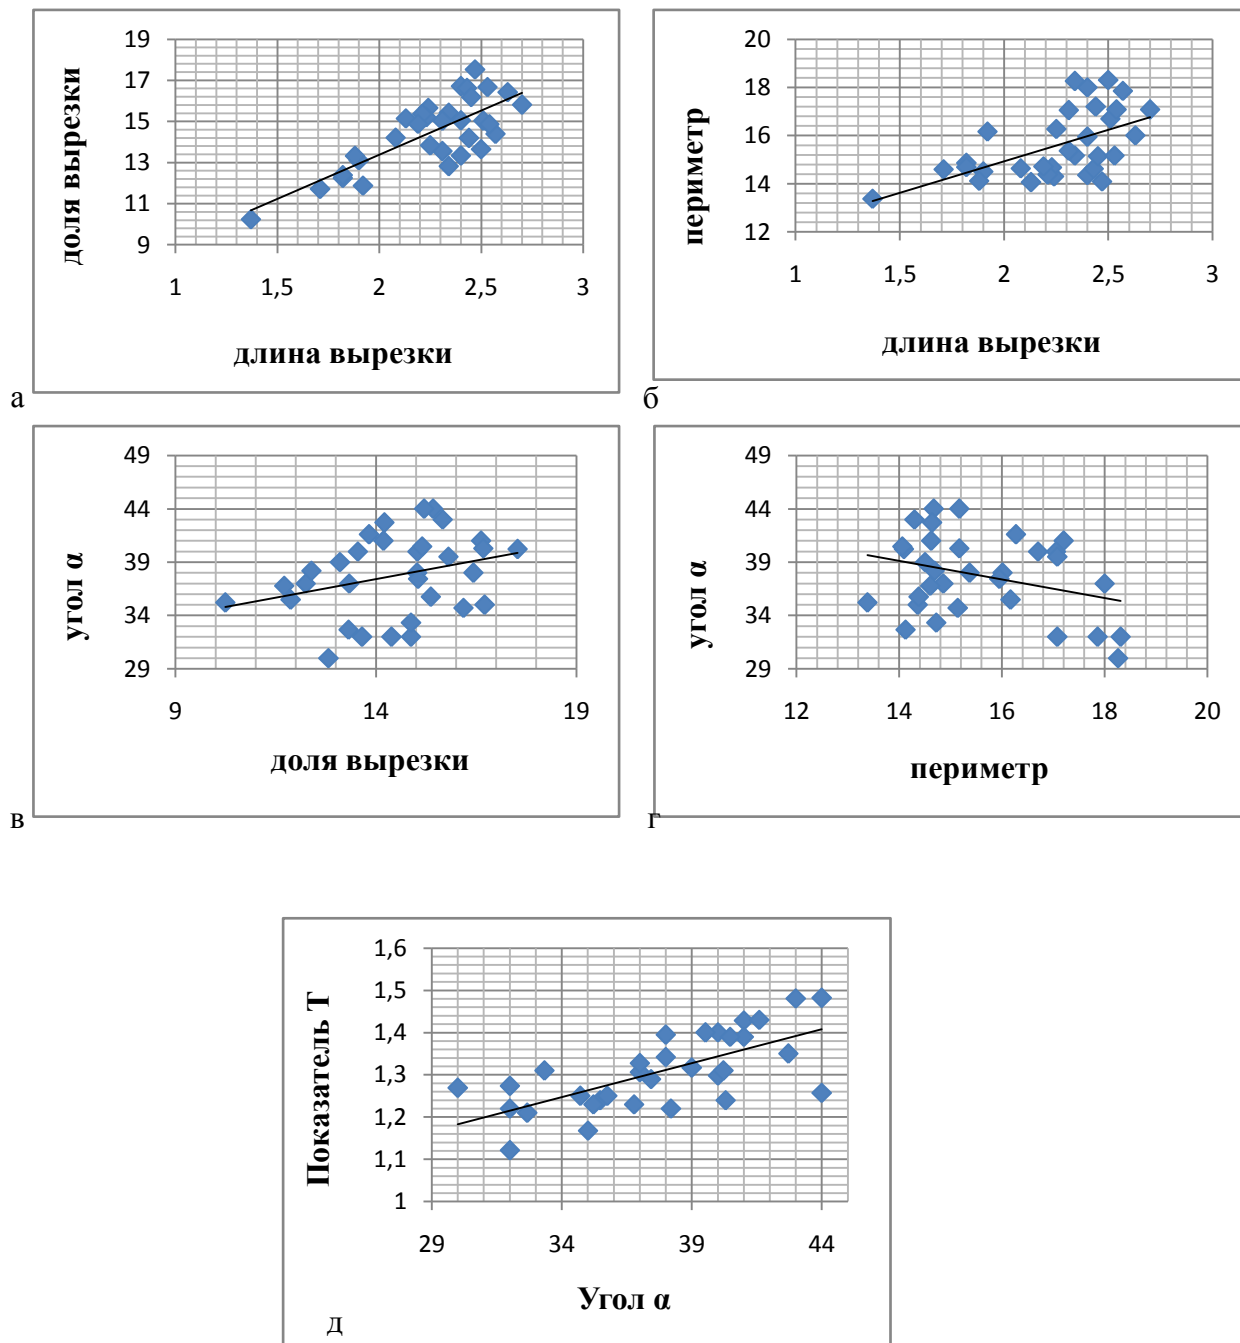 19
17
15
13
11
9
доля вырезки
1 1,5 2 2,5 3
длина вырезки
а
20
18
16
14
12
периметр
1 1,5 2 2,5 3
длина вырезки
б
49
44
39
34
29
угол α
9 14 19
доля вырезки
в
49
44
39
34
29
угол α
12 14 16 18 20
периметр
г
1,6
1,5
1,4
1,3
1,2
1,1
1
Показатель Т
29 34 39 44
Угол α
д